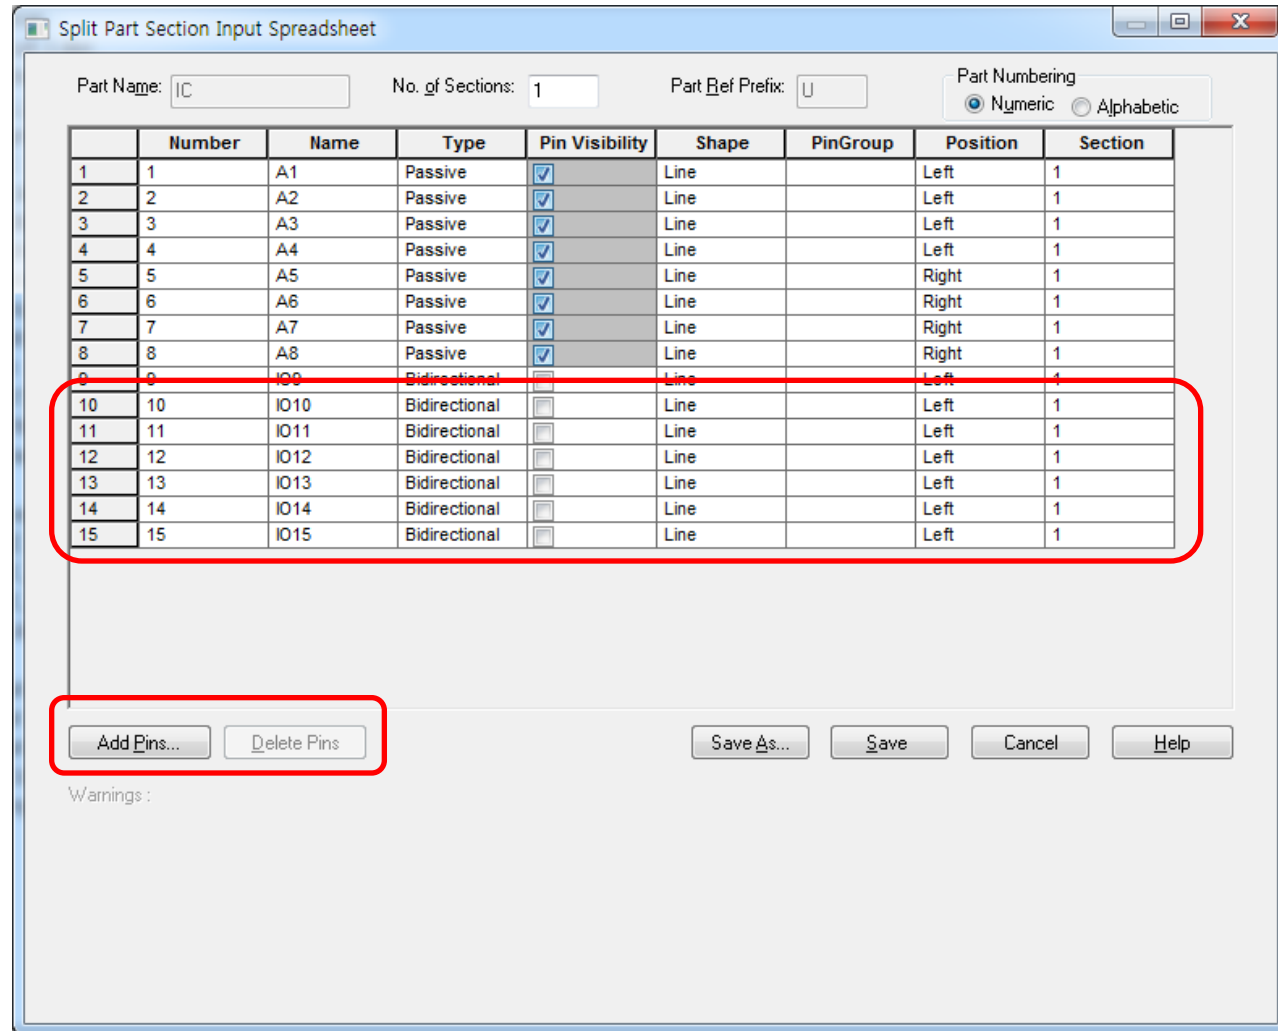 Split Part Section Input Spreadsheet
Part Name: IC No. of Sections: 1 Part Ref Prefix: U Part Numbering Numeric Alphabetic
Number Name Type Pin Visibility Shape PinGroup Position Section
1 1 A1 Passive Line Left 1
2 2 A2 Passive Line Left 1
3 3 A3 Passive Line Left 1
4 4 A4 Passive Line Left 1
5 5 A5 Passive Line Right 1
6 6 A6 Passive Line Right 1
7 7 A7 Passive Line Right 1
8 8 A8 Passive Line Right 1
9 9 IO9 Bidirectional Line Left 1
10 10 IO10 Bidirectional Line Left 1
11 11 IO11 Bidirectional Line Left 1
12 12 IO12 Bidirectional Line Left 1
13 13 IO13 Bidirectional Line Left 1
14 14 IO14 Bidirectional Line Left 1
15 15 IO15 Bidirectional Line Left 1
Add Pins... Delete Pins Save As... Save Cancel Help
Warnings :